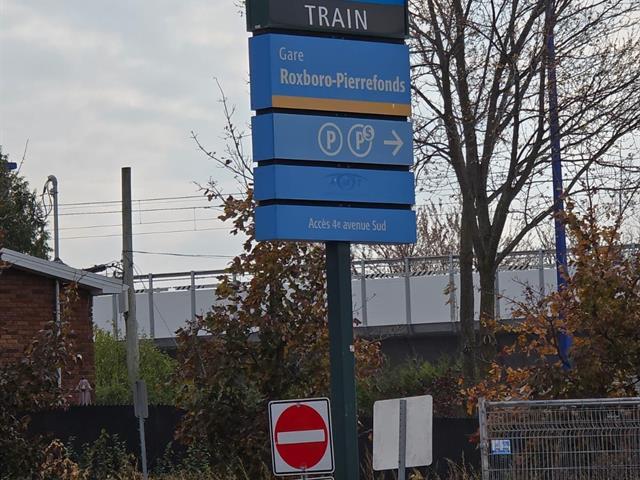 TRAIN
Gare
Roxboro-Pierrefonds
P P$
Accès 4e avenue Sud